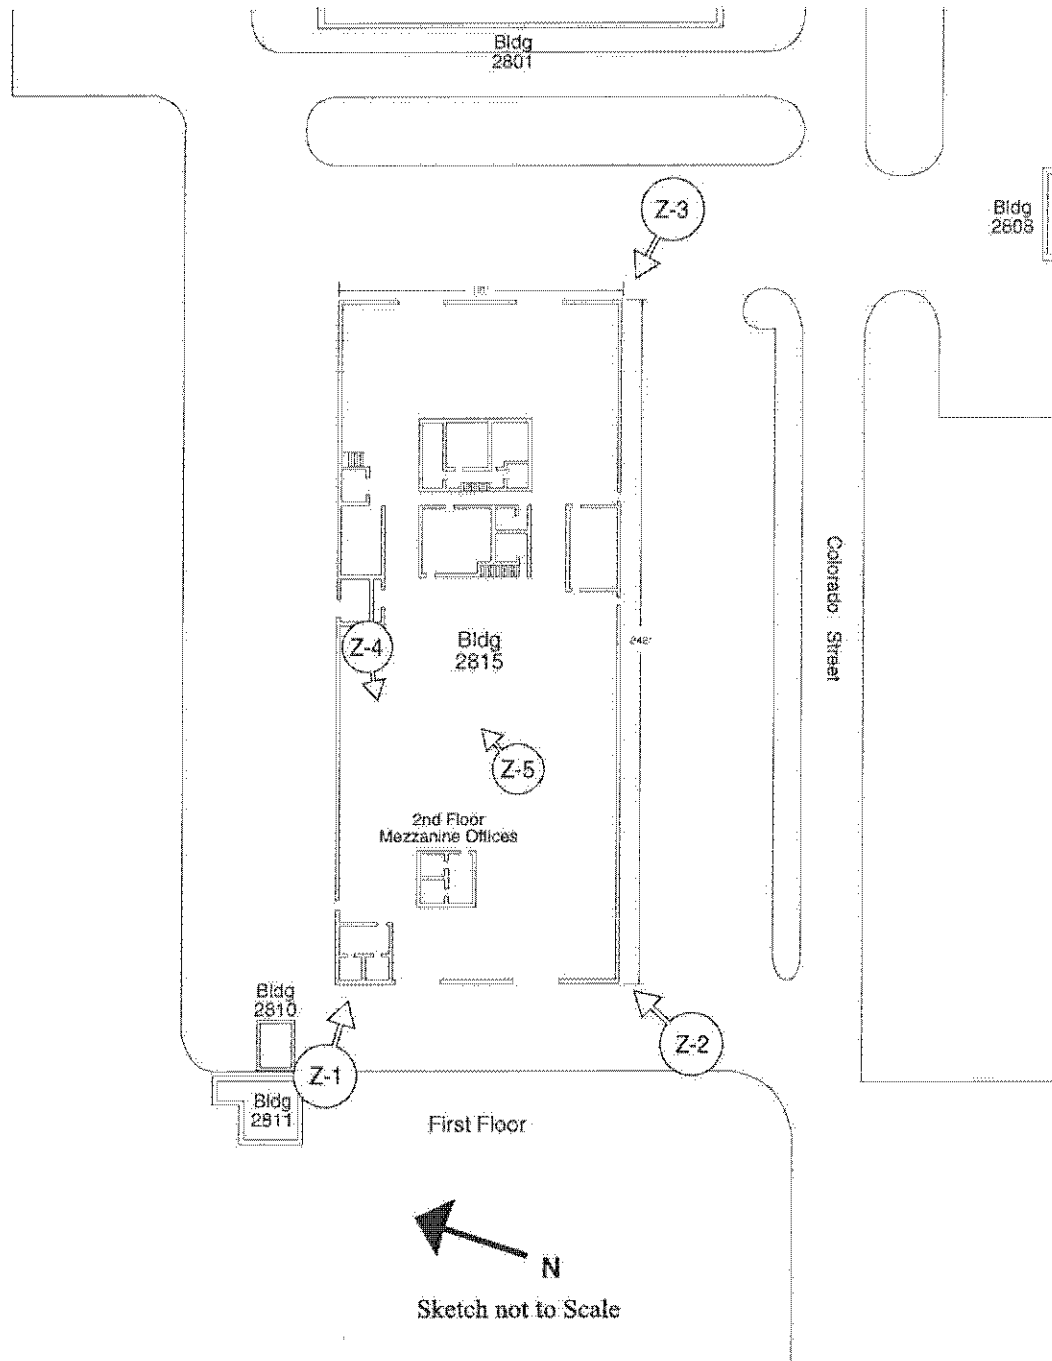 Bldg
2801
Z-3
Bldg
2808
Colorado Street
Bldg
2815
242'
Z-4
Z-5
2nd Floor
Mezzanine Offices
Bldg
2810
Z-2
Z-1
Bldg
2811
First Floor
N
Sketch not to Scale